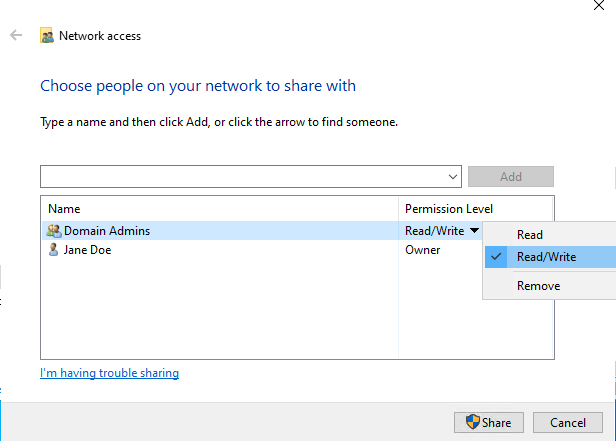 Network access
Choose people on your network to share with
Type a name and then click Add, or click the arrow to find someone.
Add
Name Permission Level
Domain Admins Read/Write
Jane Doe Owner
Read
Read/Write
Remove
I'm having trouble sharing
Share Cancel